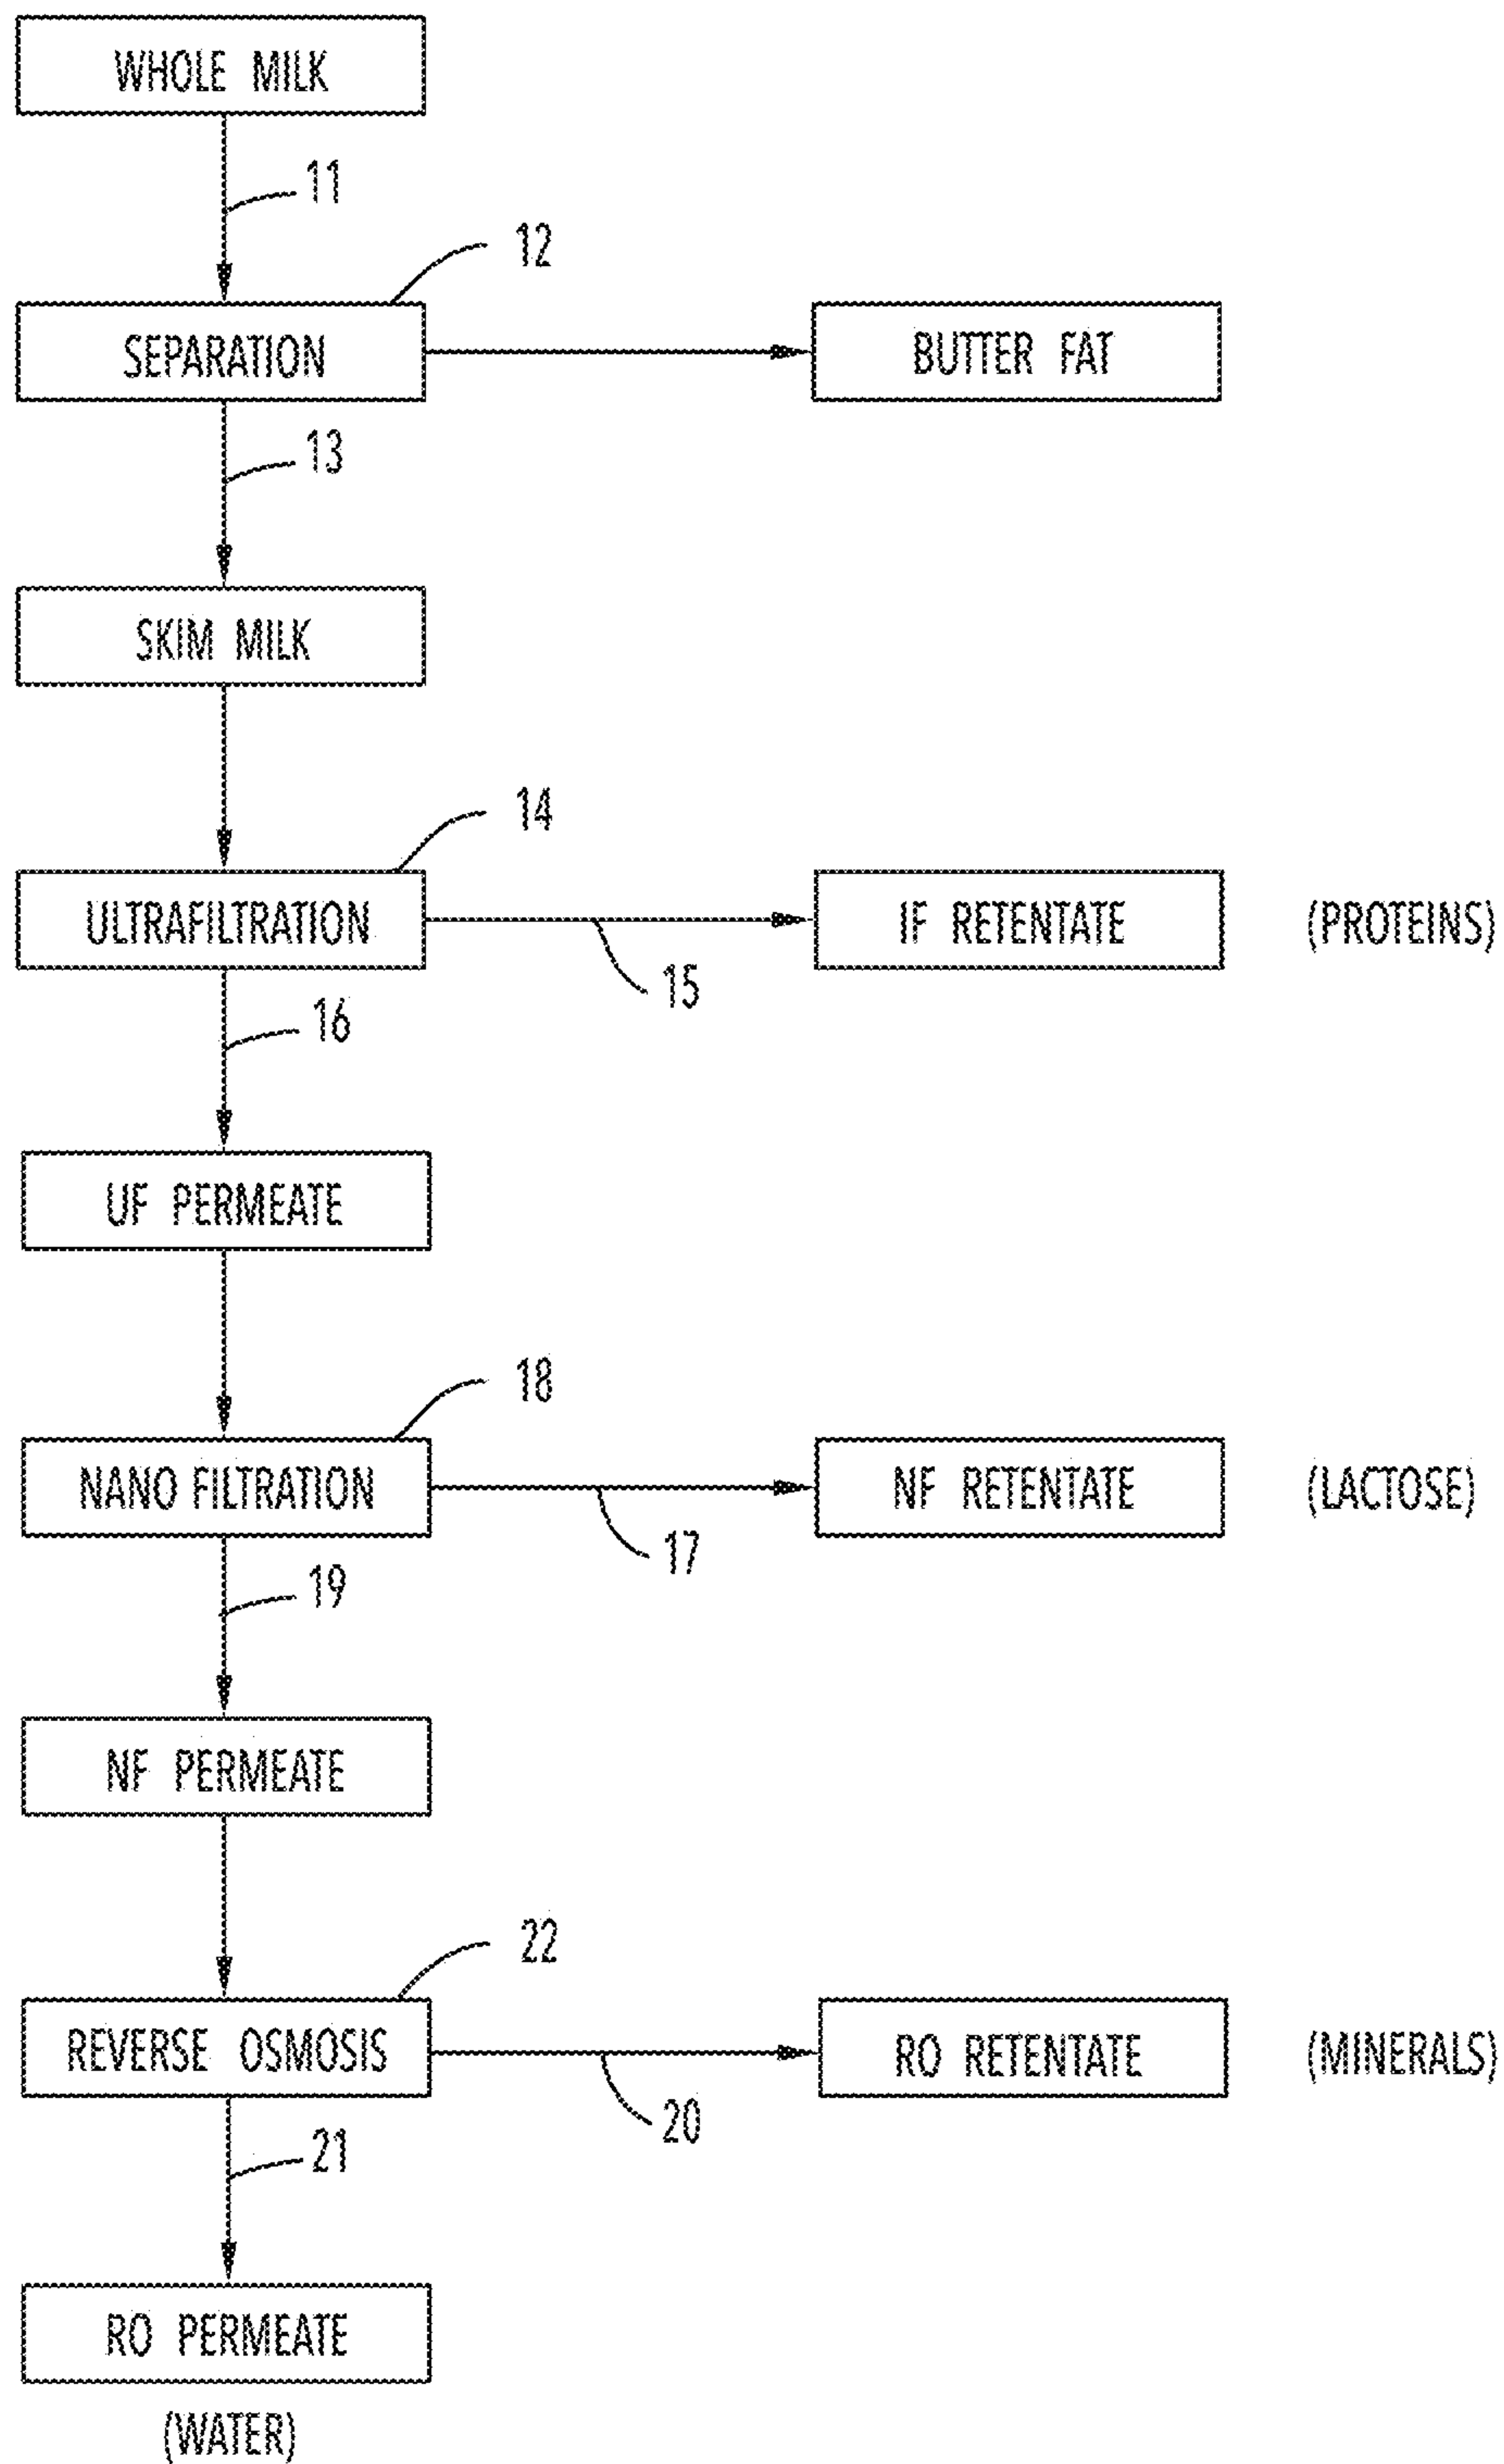 WHOLE MILK
11
12
SEPARATION
BUTTER FAT
13
SKIM MILK
14
ULTRAFILTRATION
IF RETENTATE
(PROTEINS)
15
16
UF PERMEATE
18
NANO FILTRATION
NF RETENTATE
(LACTOSE)
17
19
NF PERMEATE
22
REVERSE OSMOSIS
RO RETENTATE
(MINERALS)
20
21
RO PERMEATE
(WATER)